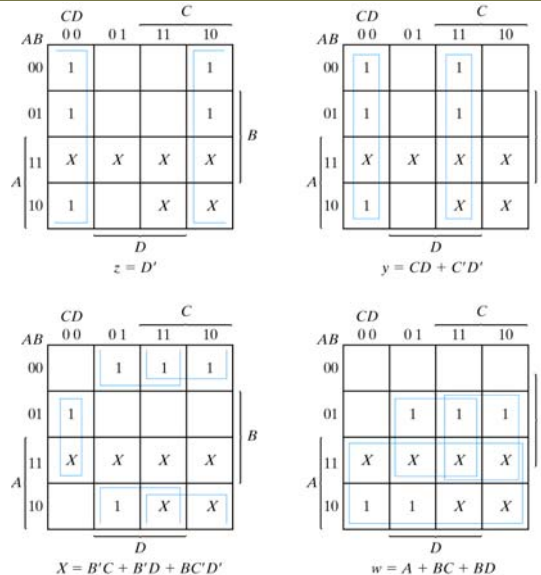 CD C
AB 00 01 11 10
00 1 1
01 1 1
B
11 X X X X
A
10 1 X X
D
z = D′
CD C
AB 00 01 11 10
00 1 1
01 1 1
11 X X X X
A
10 1 X X
D
y = CD + C′D′
CD C
AB 00 01 11 10
00 1 1 1
01 1
B
11 X X X X
A
10 1 X X
D
X = B′C + B′D + BC′D′
CD C
AB 00 01 11 10
00
01 1 1 1
11 X X X X
A
10 1 1 X X
D
w = A + BC + BD